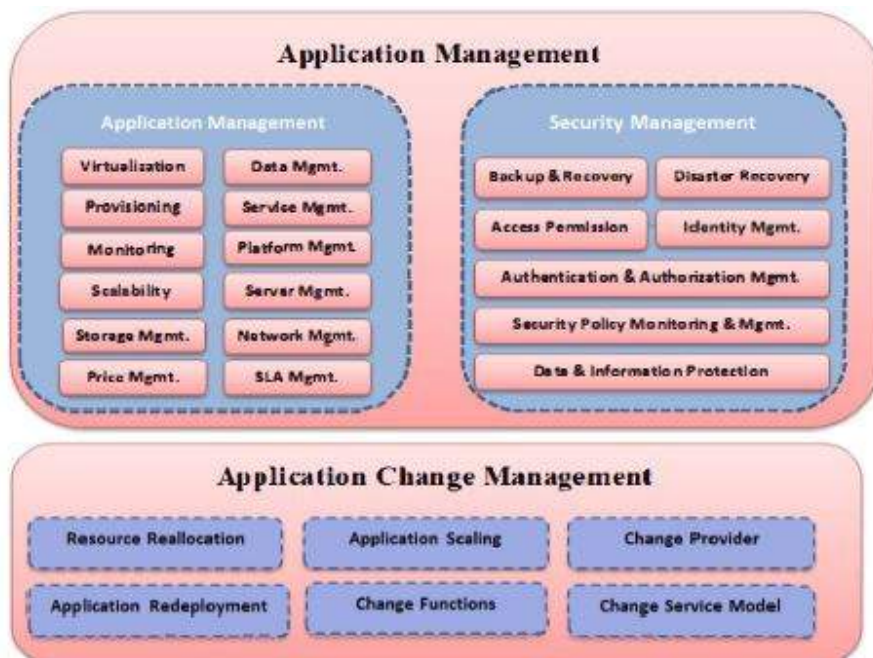 Application Management
Application Management
Virtualization
Data Mgmt.
Provisioning
Service Mgmt.
Monitoring
Platform Mgmt.
Scalability
Server Mgmt.
Storage Mgmt.
Network Mgmt.
Price Mgmt.
SLA Mgmt.
Security Management
Backup & Recovery
Disaster Recovery
Access Permission
Identity Mgmt.
Authentication & Authorization Mgmt.
Security Policy Monitoring & Mgmt.
Data & Information Protection
Application Change Management
Resource Reallocation
Application Scaling
Change Provider
Application Redeployment
Change Functions
Change Service Model